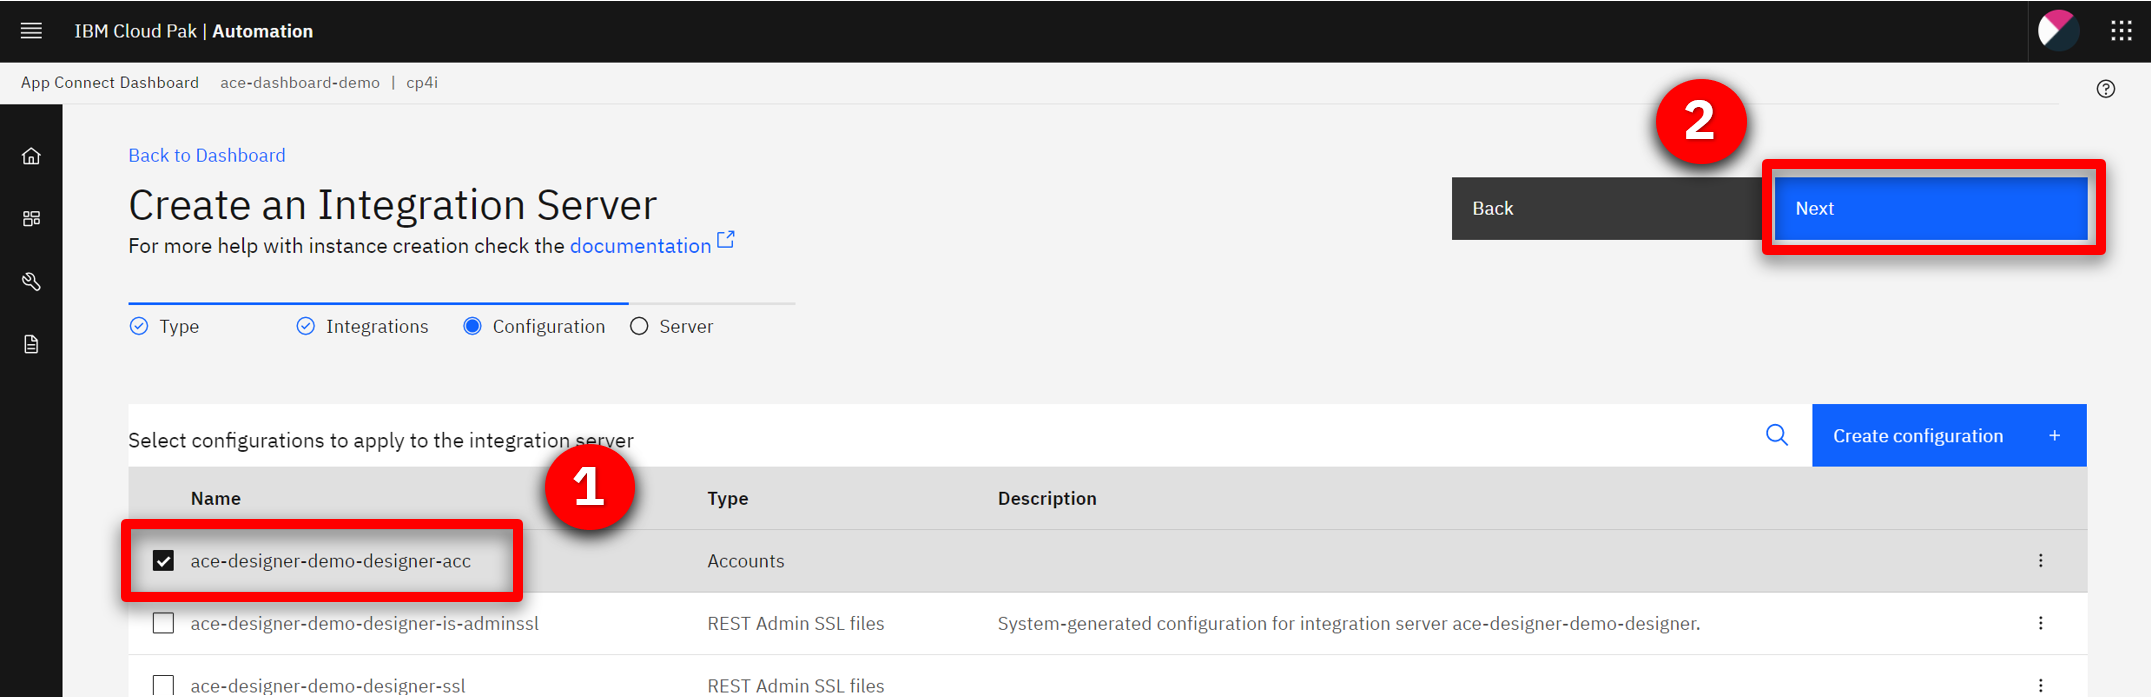 IBM Cloud Pak | Automation
App Connect Dashboard ace-dashboard-demo | cp4i
Back to Dashboard
2
Create an Integration Server
Back
Next
For more help with instance creation check the documentation
Type
Integrations
Configuration
Server
Select configurations to apply to the integration server
Create configuration +
1
Name Type Description
ace-designer-demo-designer-acc Accounts
ace-designer-demo-designer-is-adminssl REST Admin SSL files System-generated configuration for integration server ace-designer-demo-designer.
ace-designer-demo-designer-ssl REST Admin SSL files